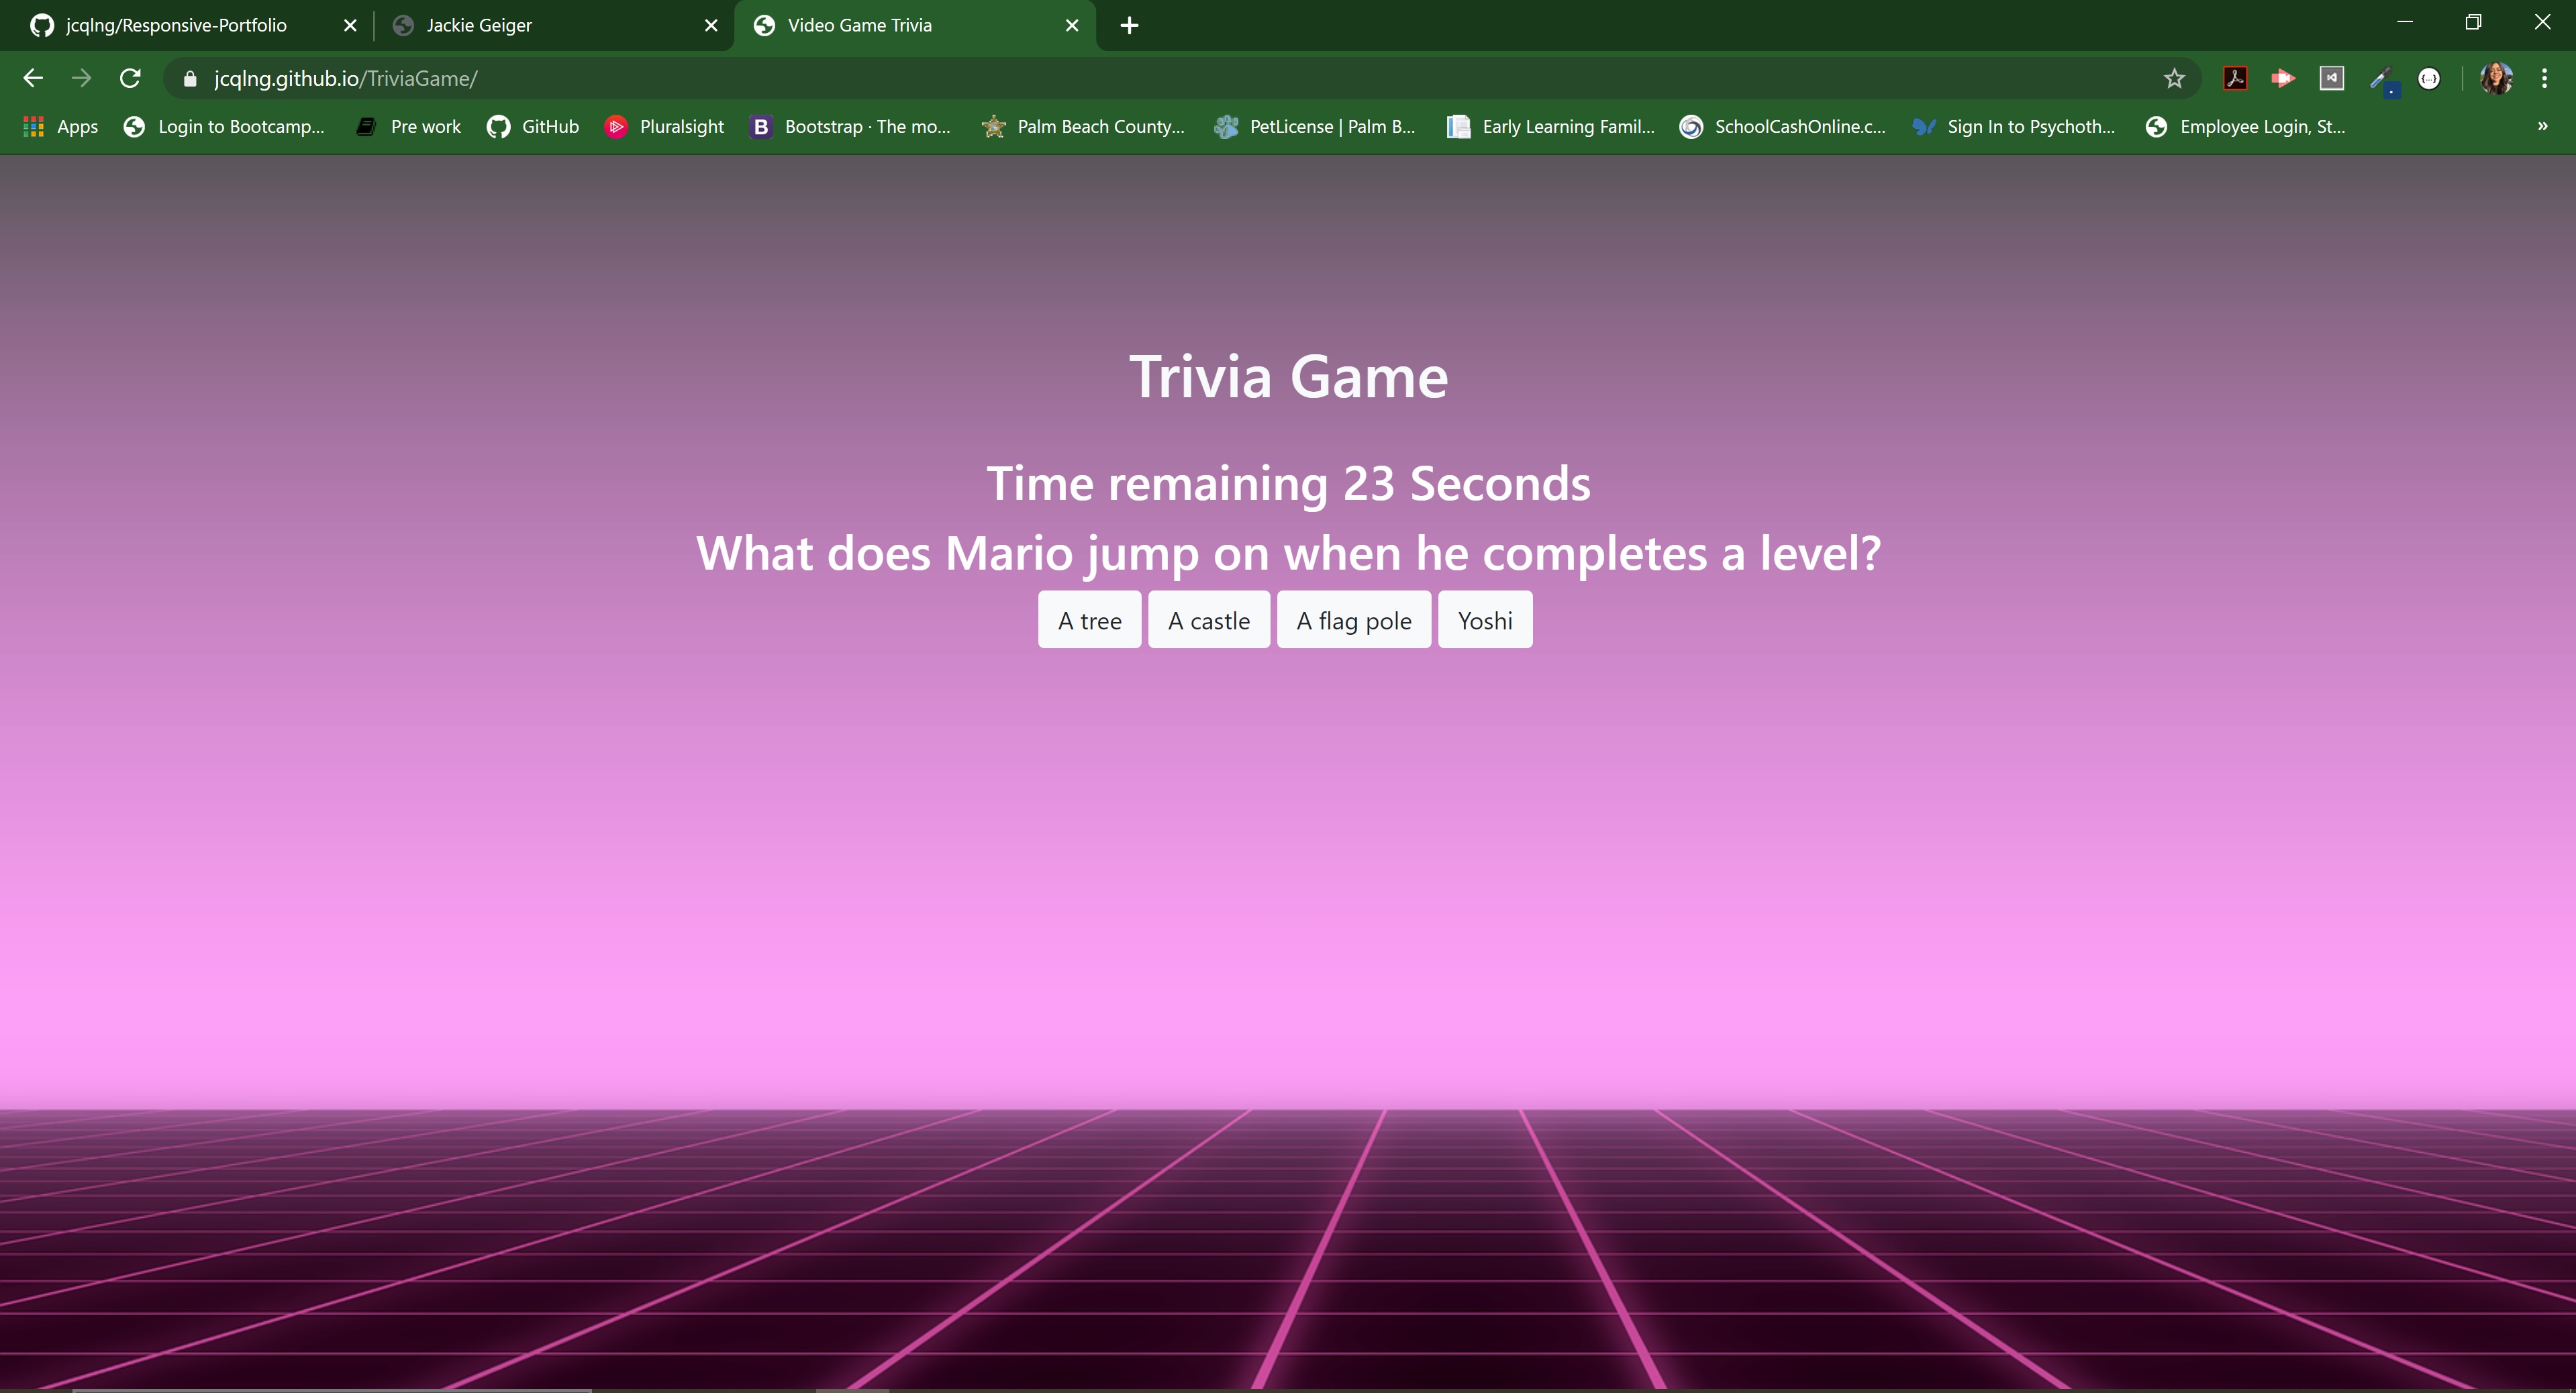 jcqlng/Responsive-Portfolio Jackie Geiger Video Game Trivia
jcqlng.github.io/TriviaGame/
Apps Login to Bootcamp... Pre work GitHub Pluralsight B Bootstrap · The mo... Palm Beach County... PetLicense | Palm B... Early Learning Famil... SchoolCashOnline.c... Sign In to Psychoth... Employee Login, St... »
Trivia Game
Time remaining 23 Seconds
What does Mario jump on when he completes a level?
A tree A castle A flag pole Yoshi